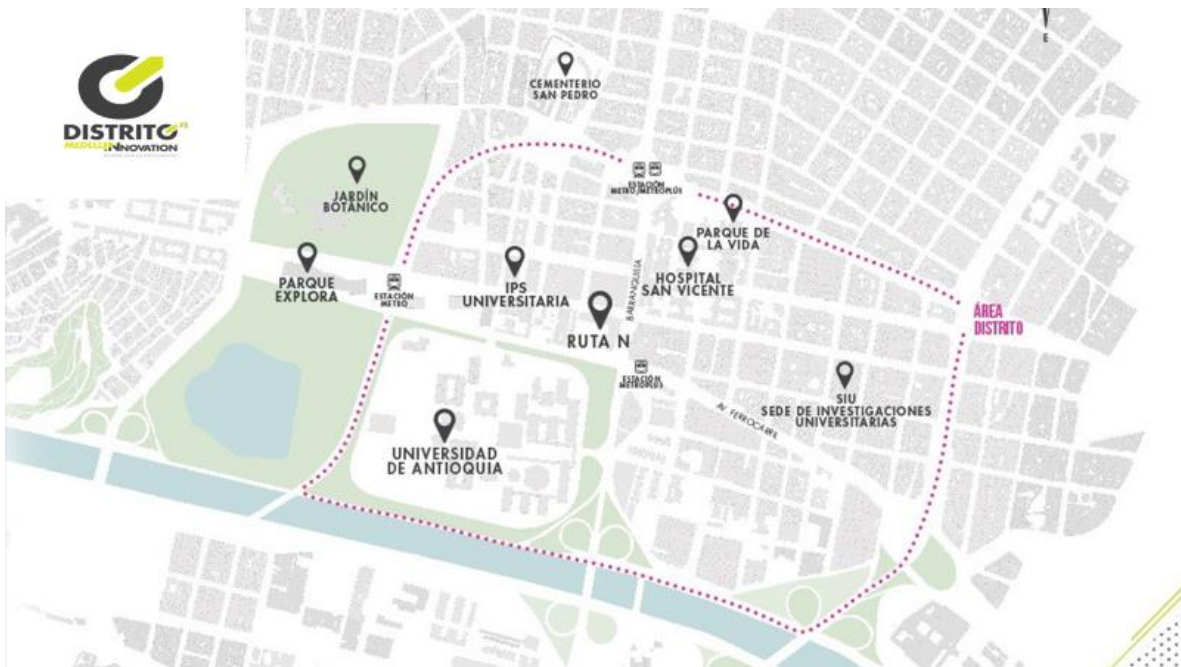 E
DISTRITO
MEDELLINNOVATION
CEMENTERIO
SAN PEDRO
JARDÍN
BOTÁNICO
ESTACIÓN
METRO/METROPLÚS
PARQUE DE
LA VIDA
PARQUE
EXPLORA
ESTACIÓN
METRO
IPS
UNIVERSITARIA
HOSPITAL
SAN VICENTE
BARRANQUILLA
RUTA N
ÁREA
DISTRITO
ESTACIÓN
METROPLÚS
SIU
SEDE DE INVESTIGACIONES
UNIVERSITARIAS
AV FERROCARRIL
UNIVERSIDAD
DE ANTIOQUIA